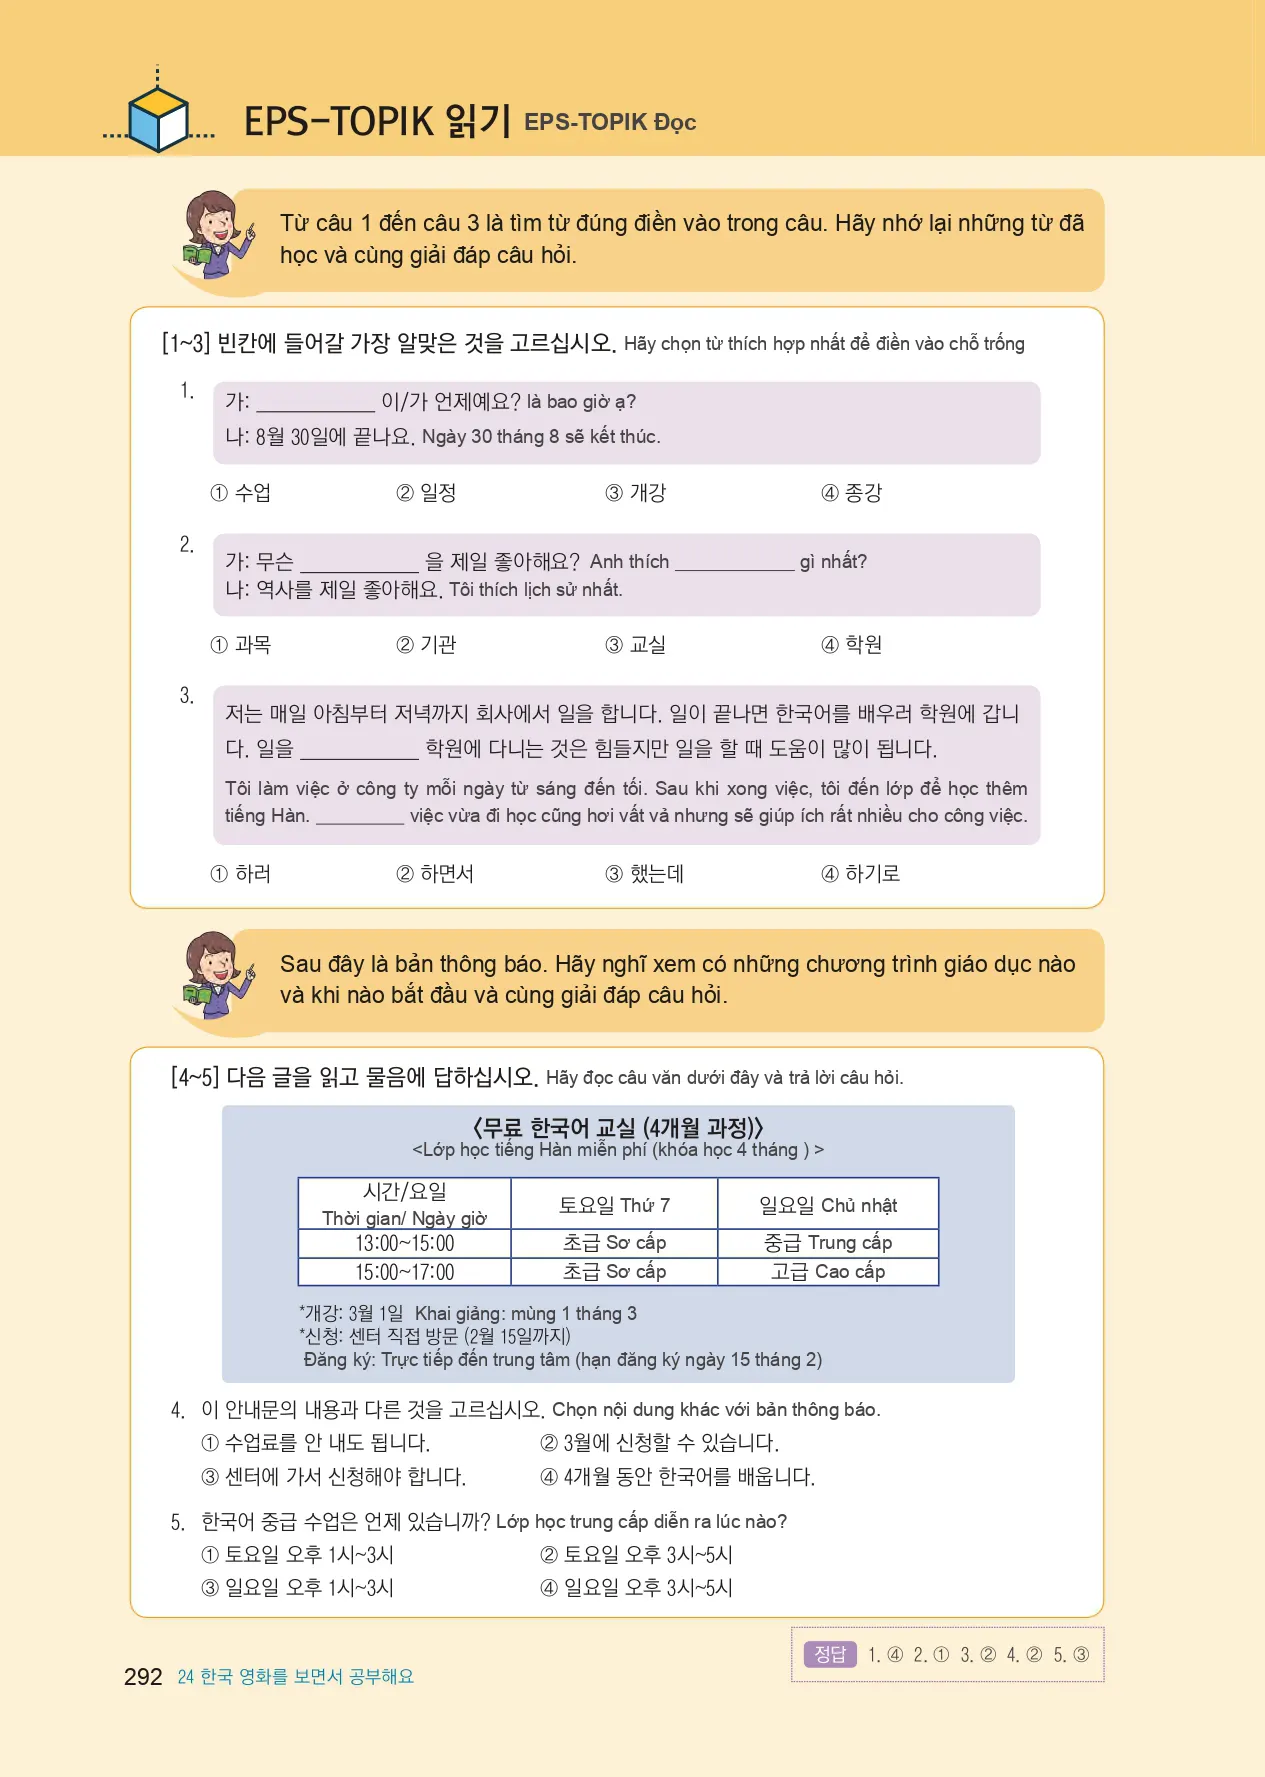 EPS-TOPIK 읽기 EPS-TOPIK Đọc
Từ câu 1 đến câu 3 là tìm từ đúng điền vào trong câu. Hãy nhớ lại những từ đã
học và cùng giải đáp câu hỏi.
[1~3] 빈칸에 들어갈 가장 알맞은 것을 고르십시오. Hãy chọn từ thích hợp nhất để điền vào chỗ trống
1.
가: ____________ 이/가 언제예요? là bao giờ ạ?
나: 8월 30일에 끝나요. Ngày 30 tháng 8 sẽ kết thúc.
① 수업 ② 일정 ③ 개강 ④ 종강
2.
가: 무슨 ____________ 을 제일 좋아해요? Anh thích ____________ gì nhất?
나: 역사를 제일 좋아해요. Tôi thích lịch sử nhất.
① 과목 ② 기관 ③ 교실 ④ 학원
3.
저는 매일 아침부터 저녁까지 회사에서 일을 합니다. 일이 끝나면 한국어를 배우러 학원에 갑니
다. 일을 ____________ 학원에 다니는 것은 힘들지만 일을 할 때 도움이 많이 됩니다.
Tôi làm việc ở công ty mỗi ngày từ sáng đến tối. Sau khi xong việc, tôi đến lớp để học thêm
tiếng Hàn. _________ việc vừa đi học cũng hơi vất vả nhưng sẽ giúp ích rất nhiều cho công việc.
① 하러 ② 하면서 ③ 했는데 ④ 하기로
Sau đây là bản thông báo. Hãy nghĩ xem có những chương trình giáo dục nào
và khi nào bắt đầu và cùng giải đáp câu hỏi.
[4~5] 다음 글을 읽고 물음에 답하십시오. Hãy đọc câu văn dưới đây và trả lời câu hỏi.
〈무료 한국어 교실 (4개월 과정)〉
<Lớp học tiếng Hàn miễn phí (khóa học 4 tháng ) >
시간/요일
Thời gian/ Ngày giờ
토요일 Thứ 7
일요일 Chủ nhật
13:00~15:00 초급 Sơ cấp 중급 Trung cấp
15:00~17:00 초급 Sơ cấp 고급 Cao cấp
*개강: 3월 1일 Khai giảng: mùng 1 tháng 3
*신청: 센터 직접 방문 (2월 15일까지)
Đăng ký: Trực tiếp đến trung tâm (hạn đăng ký ngày 15 tháng 2)
4. 이 안내문의 내용과 다른 것을 고르십시오. Chọn nội dung khác với bản thông báo.
① 수업료를 안 내도 됩니다. ② 3월에 신청할 수 있습니다.
③ 센터에 가서 신청해야 합니다. ④ 4개월 동안 한국어를 배웁니다.
5. 한국어 중급 수업은 언제 있습니까? Lớp học trung cấp diễn ra lúc nào?
① 토요일 오후 1시~3시 ② 토요일 오후 3시~5시
③ 일요일 오후 1시~3시 ④ 일요일 오후 3시~5시
정답 1. ④ 2. ① 3. ② 4. ② 5. ③
292 24 한국 영화를 보면서 공부해요